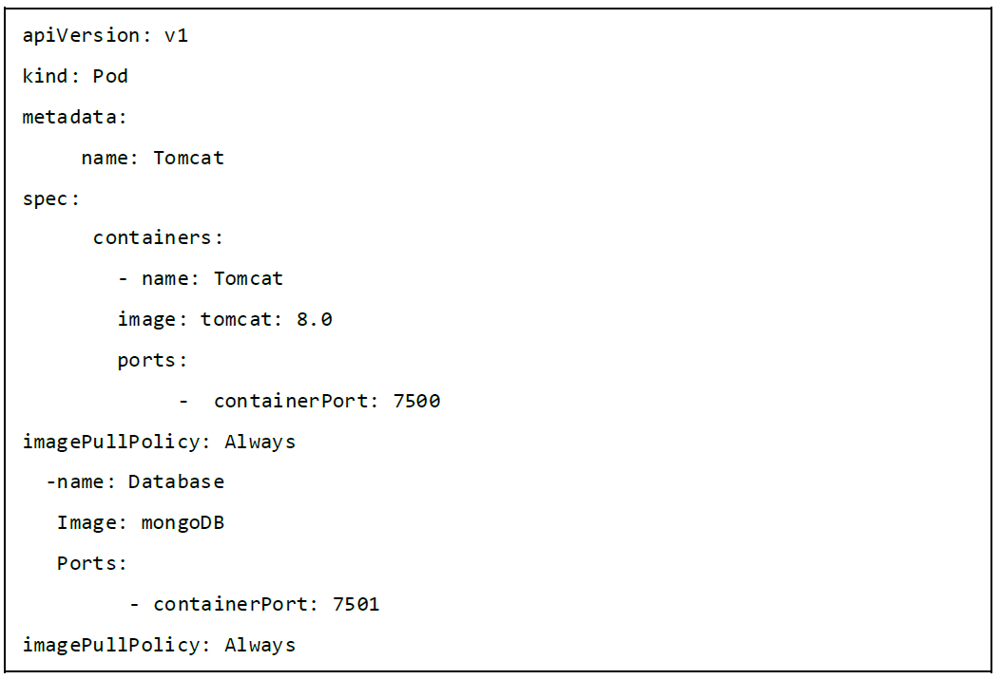 apiVersion: v1
kind: Pod
metadata:
     name: Tomcat
spec:
      containers:
        - name: Tomcat
        image: tomcat: 8.0
        ports:
             -  containerPort: 7500
imagePullPolicy: Always
  -name: Database
   Image: mongoDB
   Ports:
         - containerPort: 7501
imagePullPolicy: Always